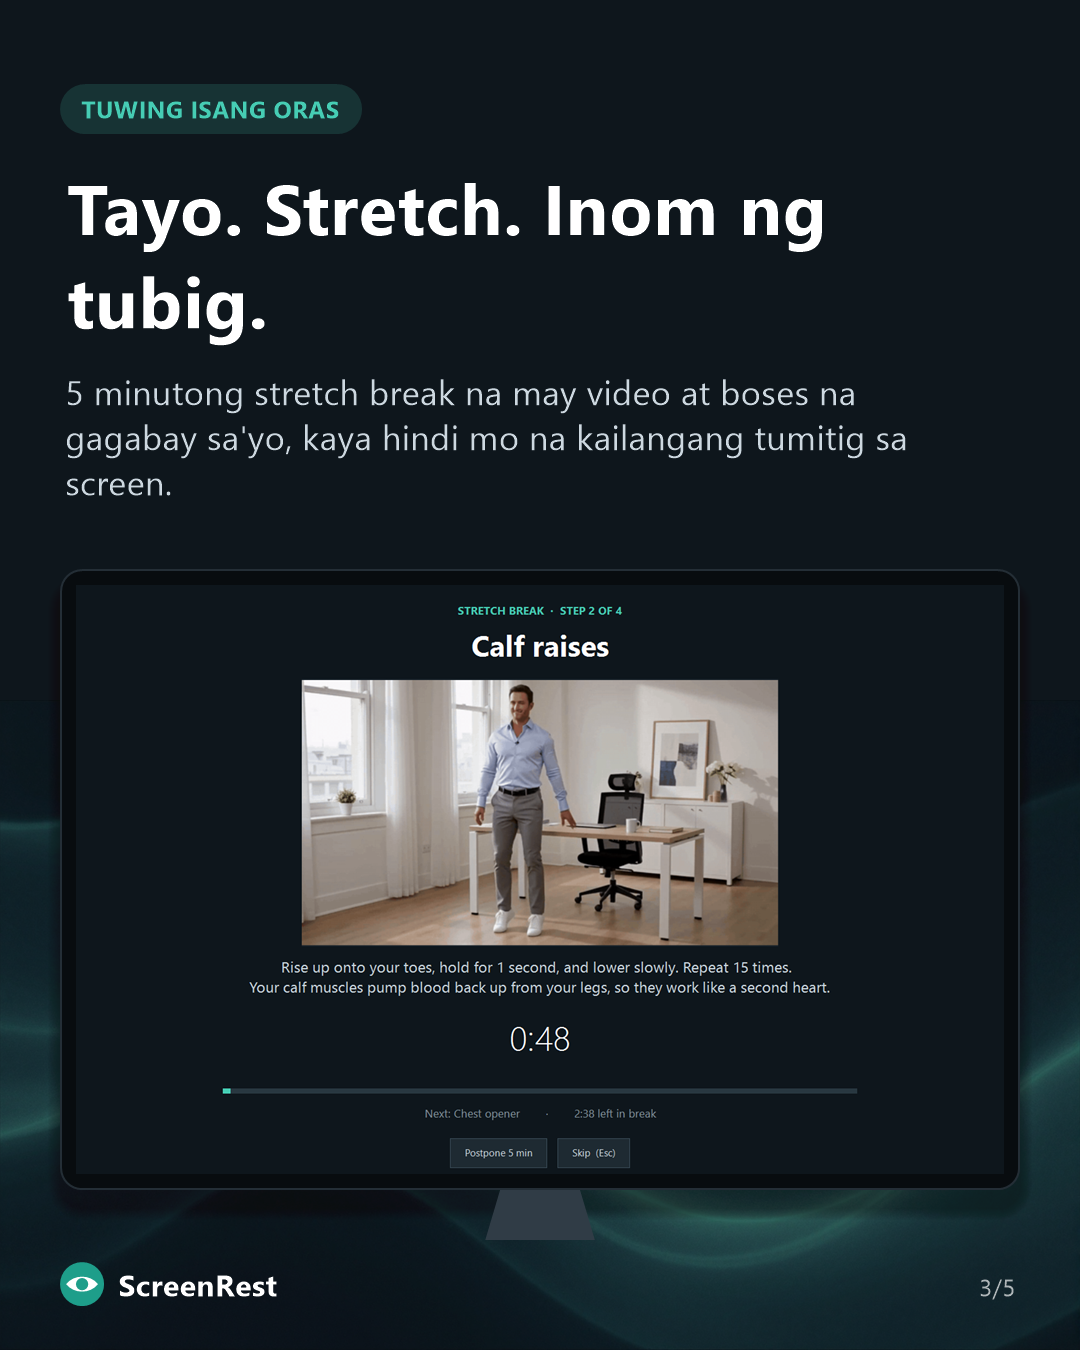 TUWING ISANG ORAS
Tayo. Stretch. Inom ng
tubig.
5 minutong stretch break na may video at boses na
gagabay sa'yo, kaya hindi mo na kailangang tumitig sa
screen.
STRETCH BREAK · STEP 2 OF 4
Calf raises
Rise up onto your toes, hold for 1 second, and lower slowly. Repeat 15 times.
Your calf muscles pump blood back up from your legs, so they work like a second heart.
0:48
Next: Chest opener · 2:38 left in break
Postpone 5 min Skip (Esc)
ScreenRest
3/5